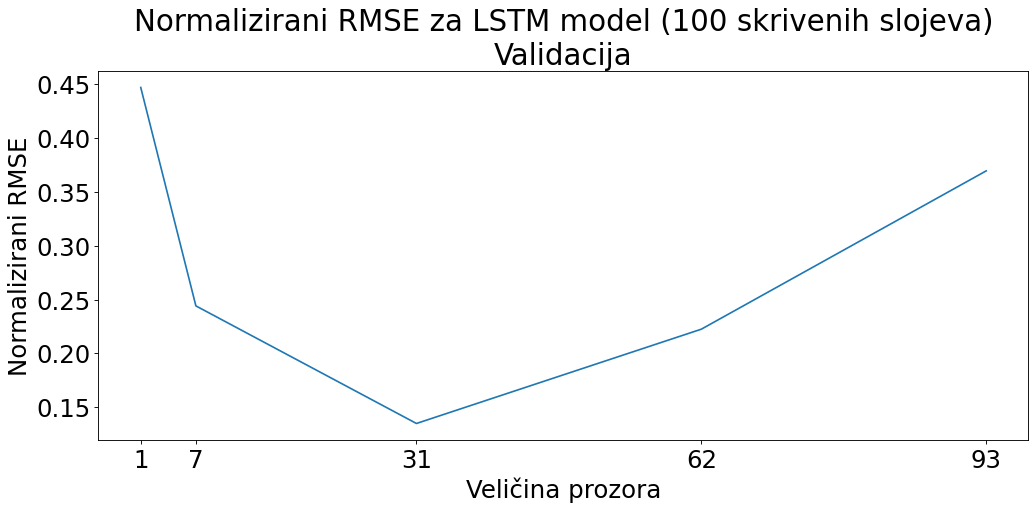 Normalizirani RMSE za LSTM model (100 skrivenih slojeva)
Validacija
Normalizirani RMSE
0.45
0.40
0.35
0.30
0.25
0.20
0.15
1 7 31 62 93
Veličina prozora